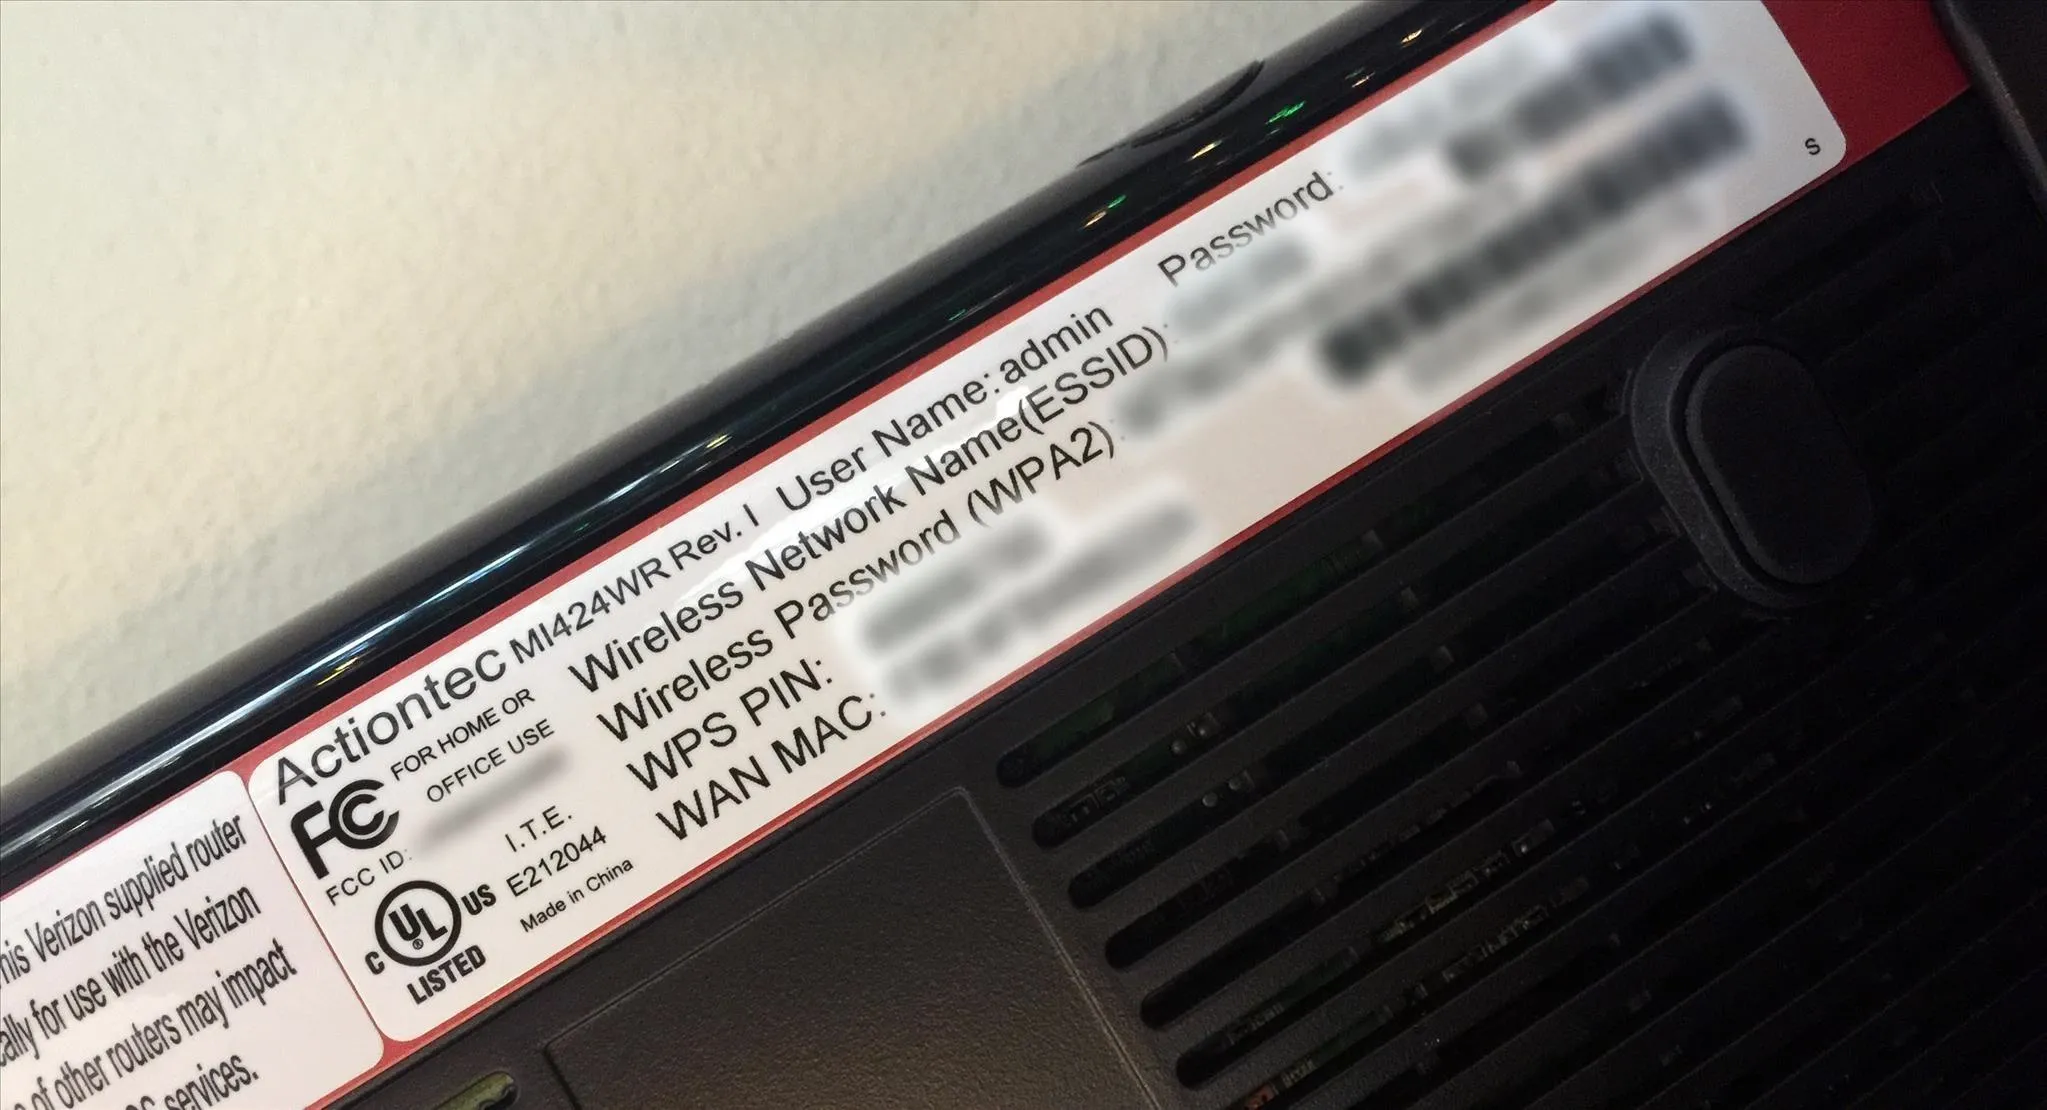 Actiontec MI424WR Rev. I User Name: admin Password:
FC
FOR HOME OR
OFFICE USE
FCC ID:
Wireless Network Name(ESSID):
Wireless Password (WPA2):
WPS PIN:
WAN MAC:
C UL US
®
LISTED
I.T.E.
E212044
Made in China
S
Verizon supplied router
for use with the Verizon
of other routers may impact
services.